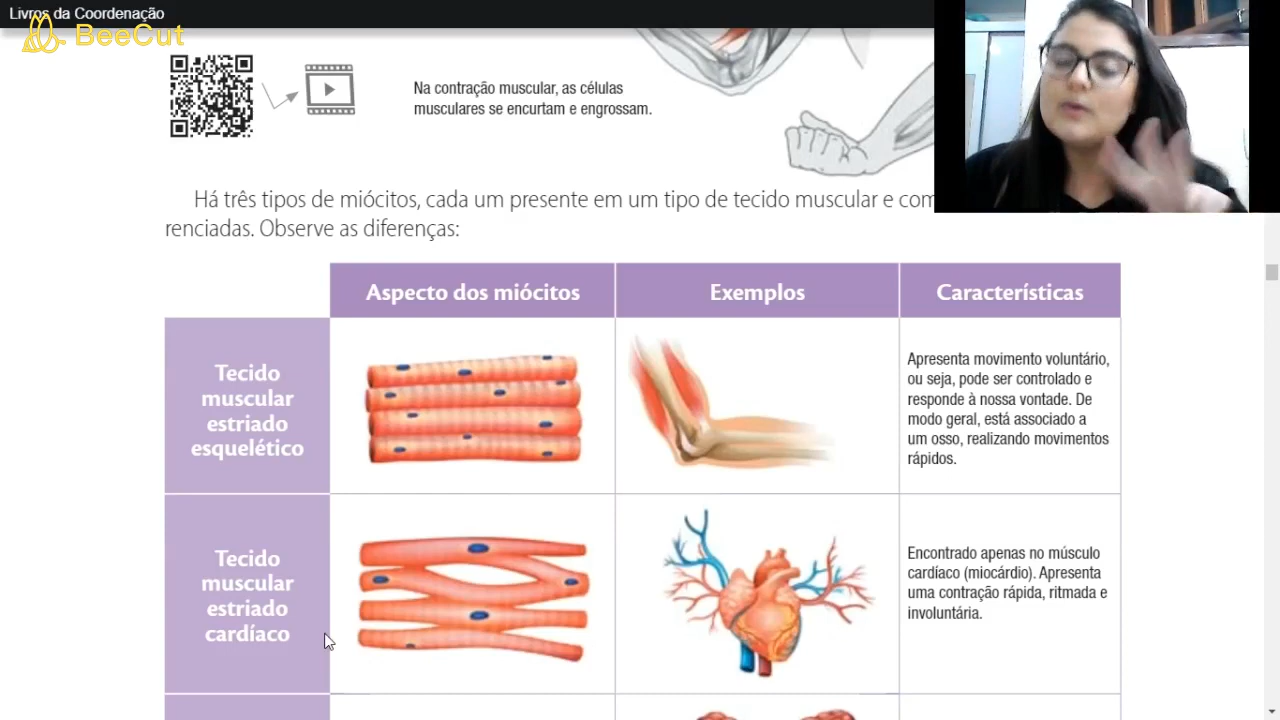 Livros da Coordenação
BeeCut
Na contração muscular, as células
musculares se encurtam e engrossam.
Há três tipos de miócitos, cada um presente em um tipo de tecido muscular e com
renciadas. Observe as diferenças:
Aspecto dos miócitos
Exemplos
Características
Tecido
muscular
estriado
esquelético
Apresenta movimento voluntário,
ou seja, pode ser controlado e
responde à nossa vontade. De
modo geral, está associado a
um osso, realizando movimentos
rápidos.
Tecido
muscular
estriado
cardíaco
Encontrado apenas no músculo
cardíaco (miocárdio). Apresenta
uma contração rápida, ritmada e
involuntária.